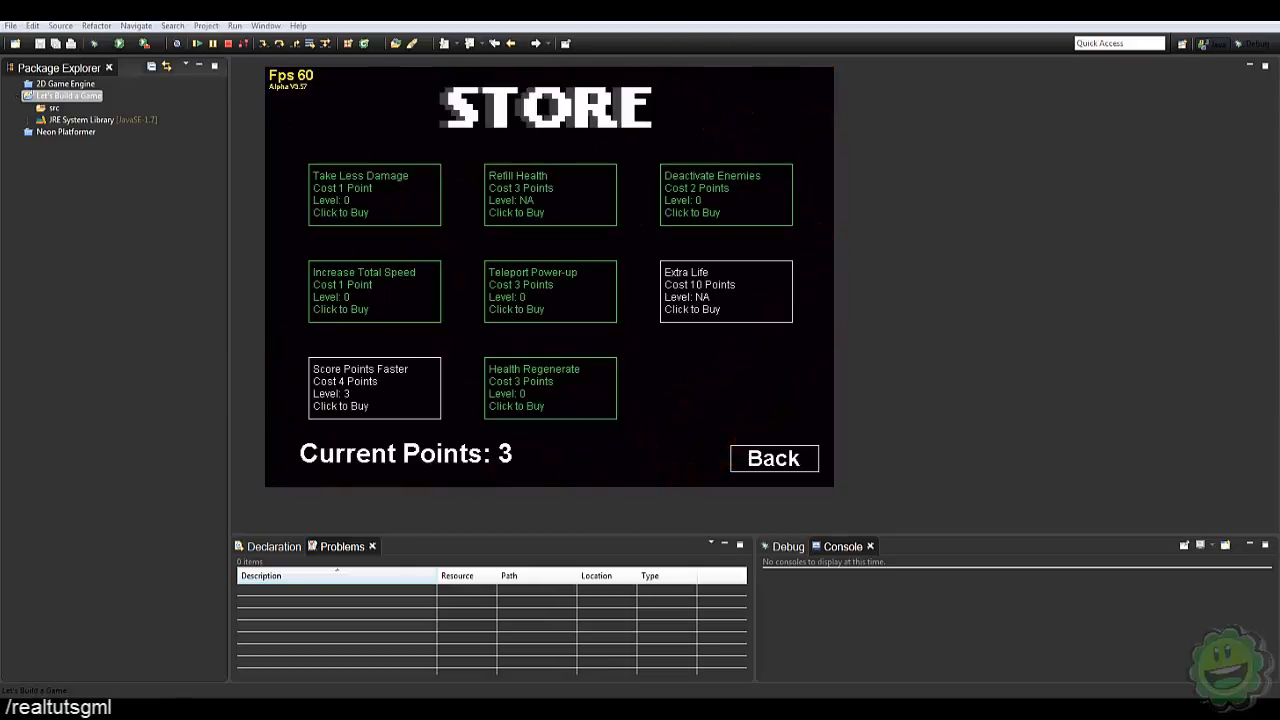 File Edit Source Refactor Navigate Search Project Run Window Help
Quick Access
Java
Debug
Package Explorer
2D Game Engine
Let's Build a Game
src
JRE System Library [JavaSE-1.7]
Neon Platformer
Fps 60
Alpha V3.57
STORE
Take Less Damage
Cost 1 Point
Level: 0
Click to Buy
Refill Health
Cost 3 Points
Level: NA
Click to Buy
Deactivate Enemies
Cost 2 Points
Level: 0
Click to Buy
Increase Total Speed
Cost 1 Point
Level: 0
Click to Buy
Teleport Power-up
Cost 3 Points
Level: 0
Click to Buy
Extra Life
Cost 10 Points
Level: NA
Click to Buy
Score Points Faster
Cost 4 Points
Level: 3
Click to Buy
Health Regenerate
Cost 3 Points
Level: 0
Click to Buy
Current Points: 3
Back
Declaration Problems
0 items
Description Resource Path Location Type
Debug Console
No consoles to display at this time.
Let's Build a Game
/realtutsgml